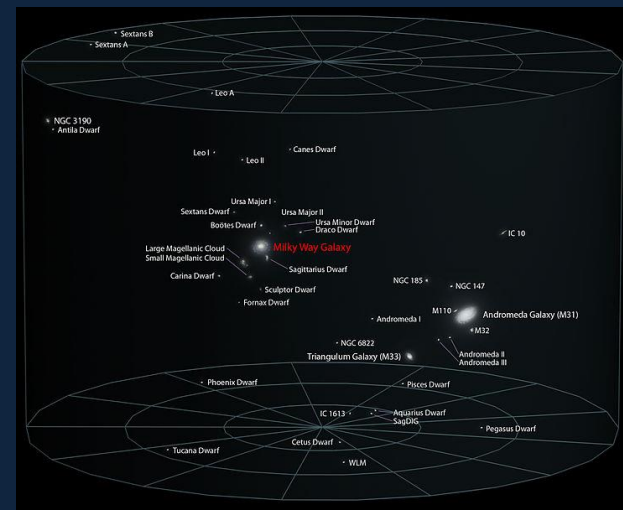 Sextans B
Sextans A
Leo A
NGC 3190
Antila Dwarf
Leo I
Leo II
Canes Dwarf
Ursa Major I
Sextans Dwarf
Ursa Major II
Boötes Dwarf
Ursa Minor Dwarf
Draco Dwarf
IC 10
Large Magellanic Cloud
Small Magellanic Cloud
Milky Way Galaxy
Sagittarius Dwarf
Carina Dwarf
NGC 185
NGC 147
Sculptor Dwarf
Fornax Dwarf
M110
Andromeda Galaxy (M31)
Andromeda I
M32
NGC 6822
Triangulum Galaxy (M33)
Andromeda II
Andromeda III
Phoenix Dwarf
Pisces Dwarf
IC 1613
Aquarius Dwarf
SagDIG
Pegasus Dwarf
Cetus Dwarf
Tucana Dwarf
WLM